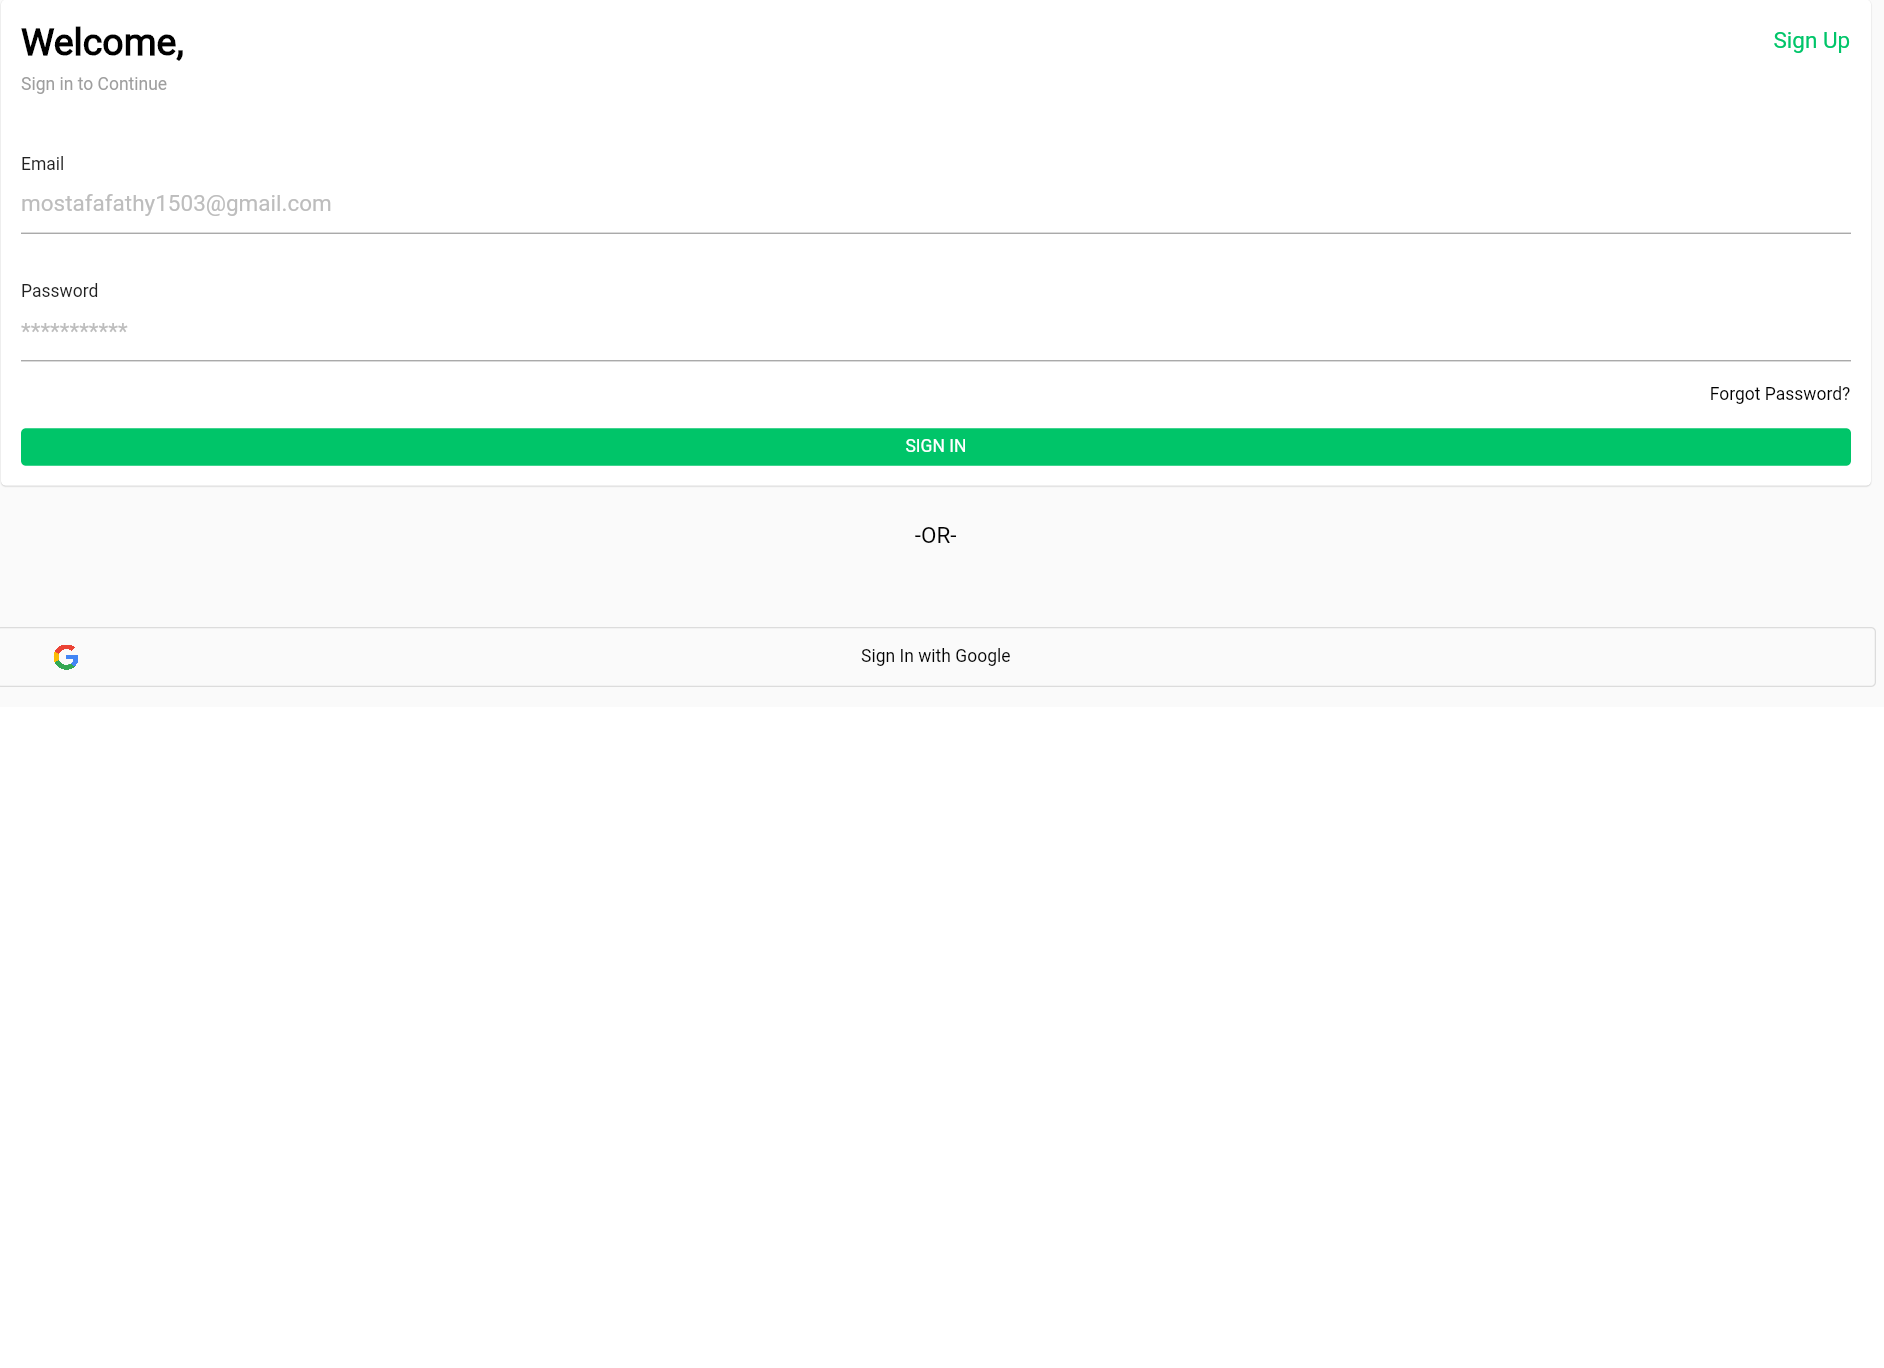 Welcome,
Sign Up
Sign in to Continue
Email
mostafafathy1503@gmail.com
Password
***********
Forgot Password?
SIGN IN
-OR-
Sign In with Google